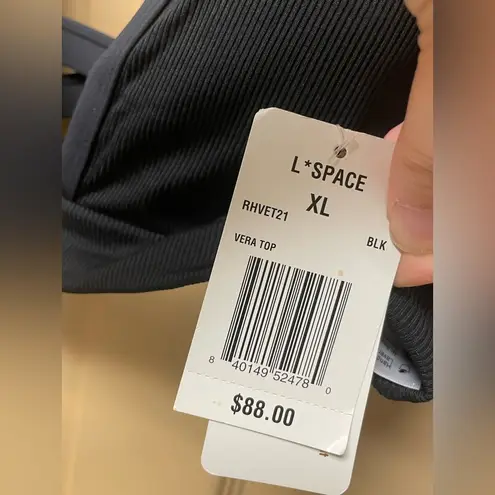 L*SPACE
XL
RHVET21
VERA TOP BLK
8 40149 52478 0
$88.00